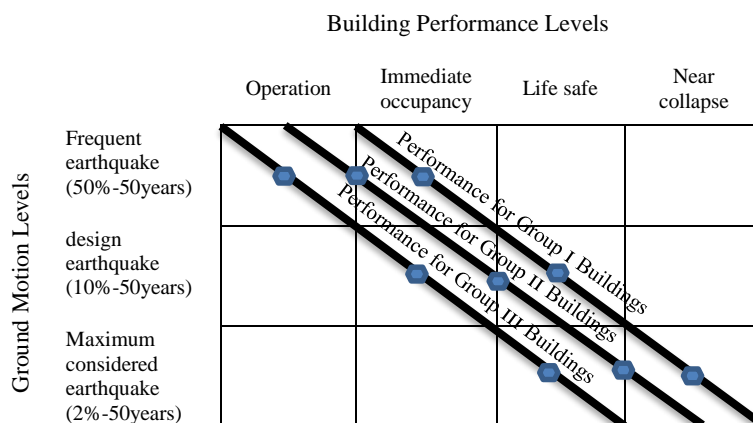 Building Performance Levels
Operation
Immediate
occupancy
Life safe
Near
collapse
Ground Motion Levels
Frequent
earthquake
(50%-50years)
design
earthquake
(10%-50years)
Maximum
considered
earthquake
(2%-50years)
Performance for Group I Buildings
Performance for Group II Buildings
Performance for Group III Buildings